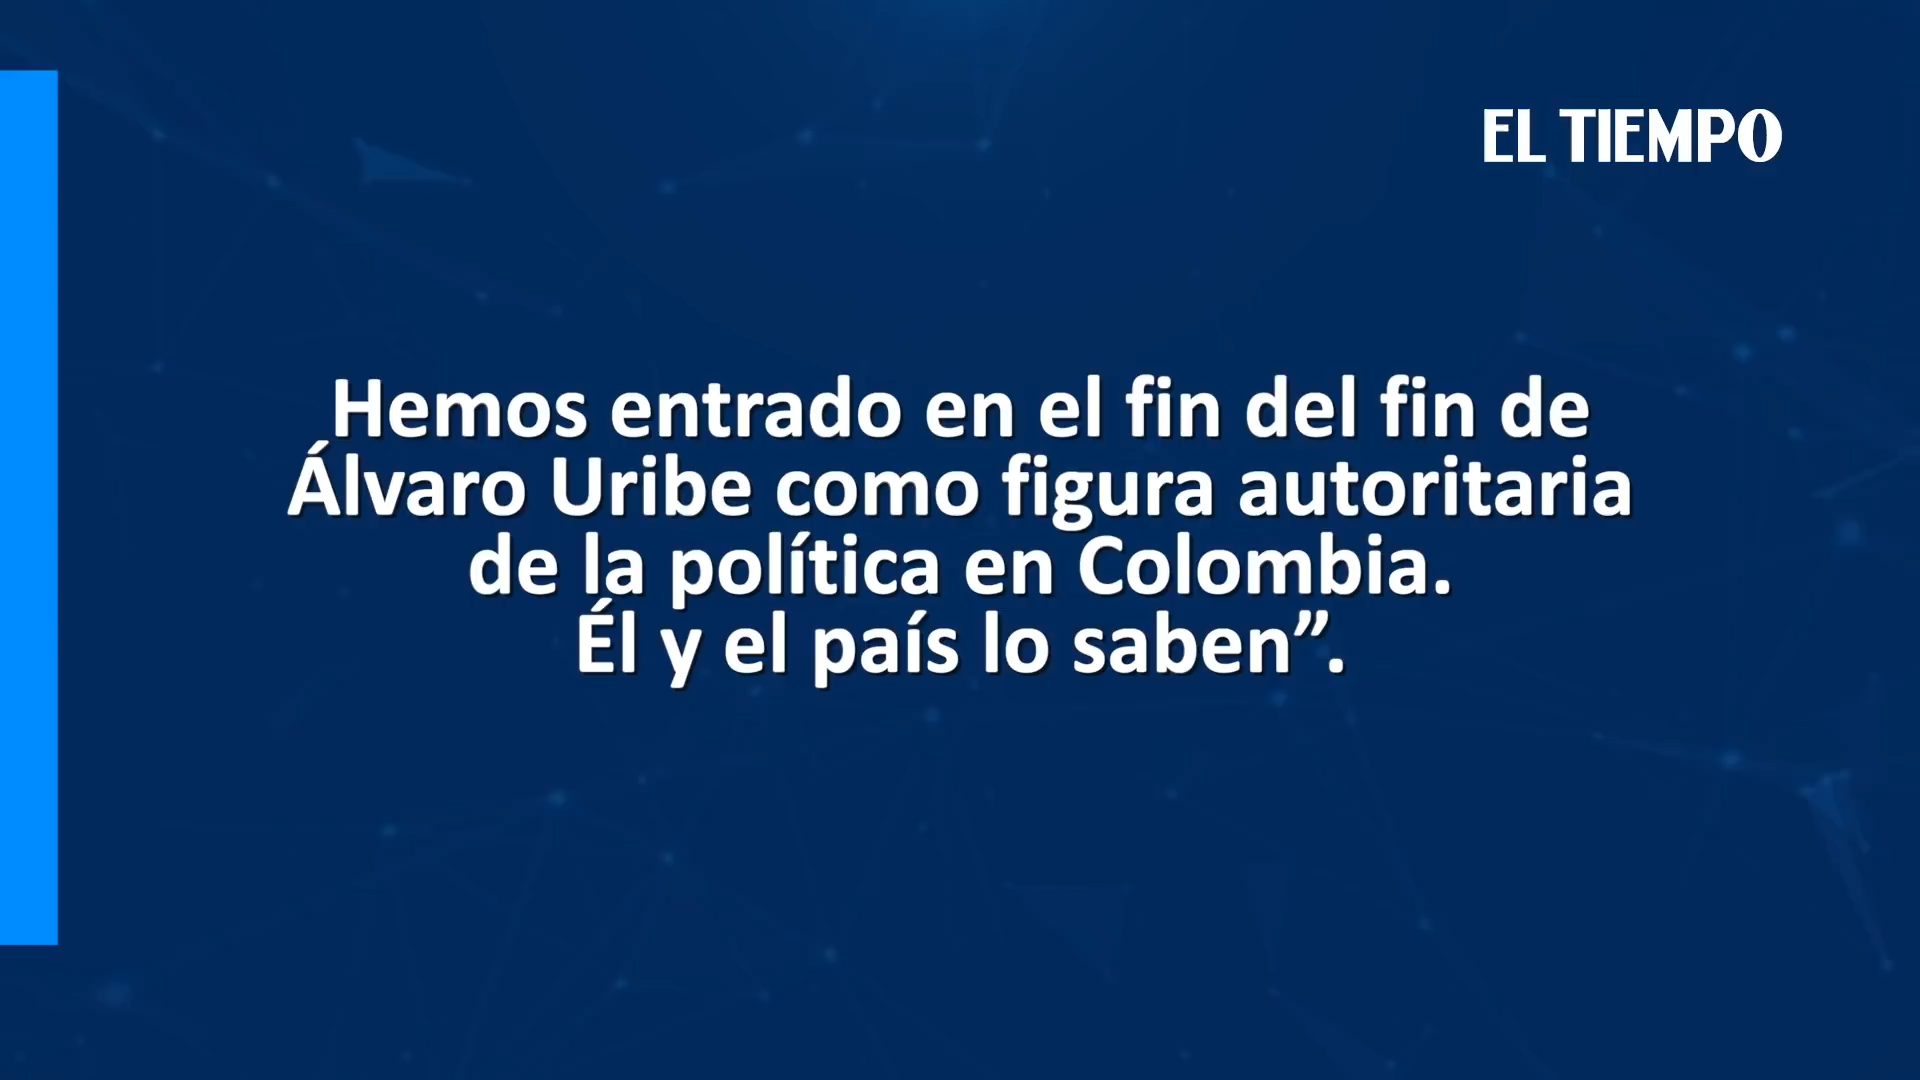 EL TIEMPO
Hemos entrado en el fin del fin de
Álvaro Uribe como figura autoritaria
de la política en Colombia.
Él y el país lo saben”.